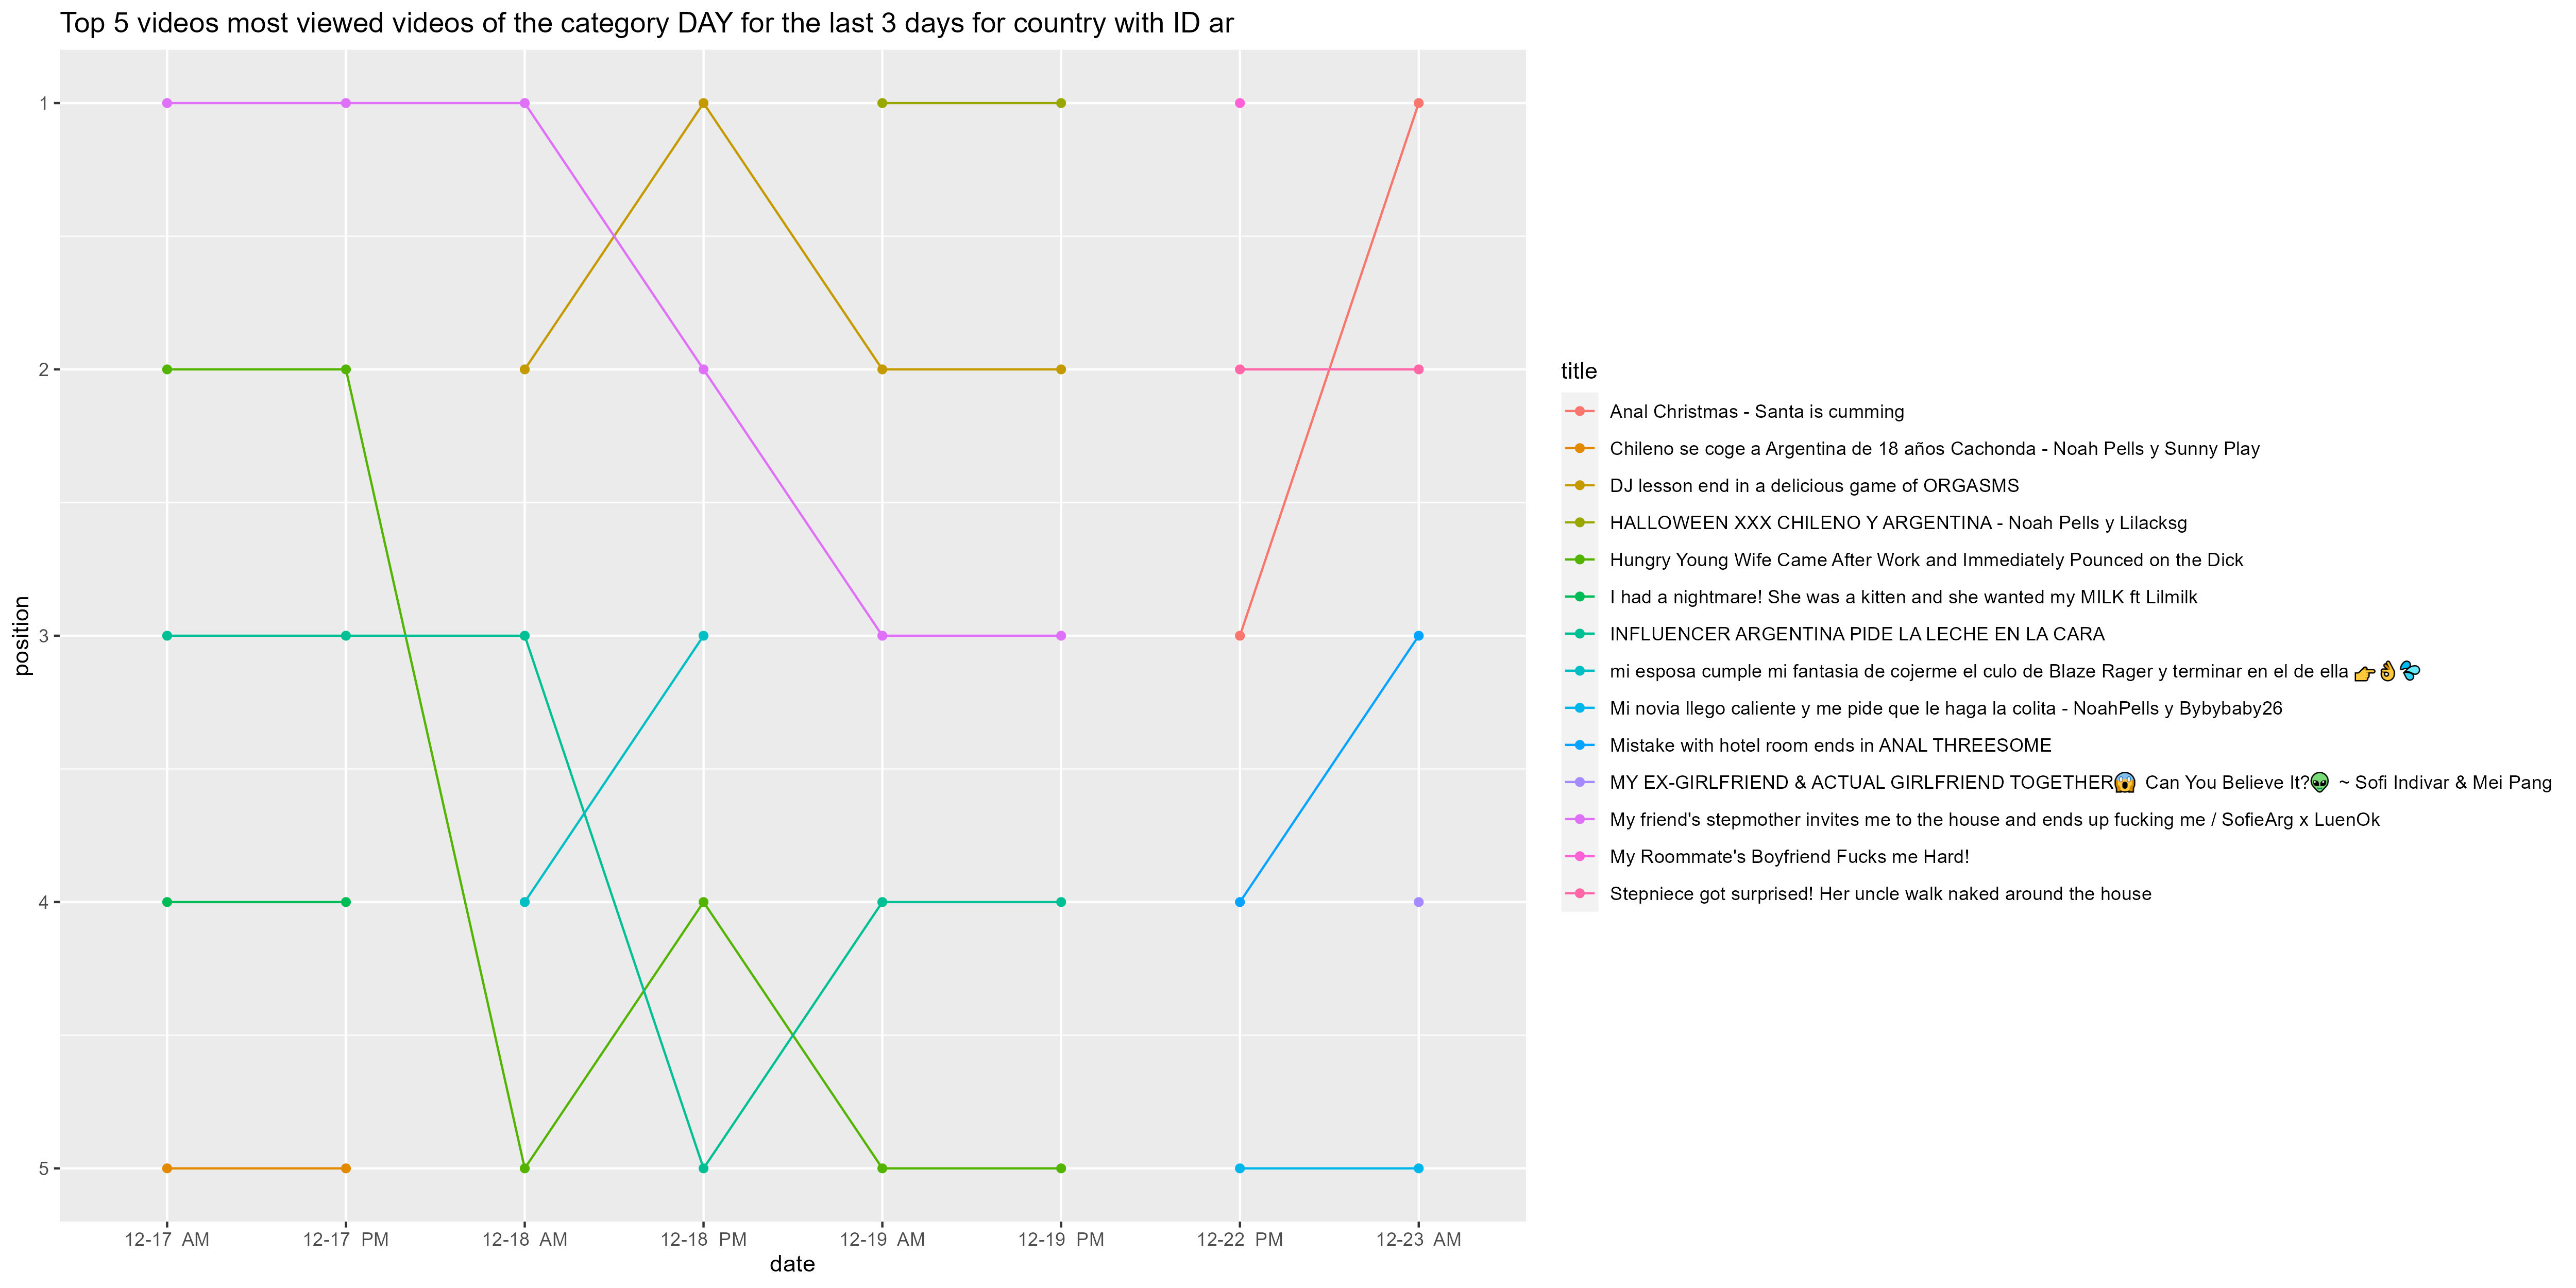 Top 5 videos most viewed videos of the category DAY for the last 3 days for country with ID ar
position
1
2
3
4
5
12-17 AM
12-17 PM
12-18 AM
12-18 PM
12-19 AM
12-19 PM
12-22 PM
12-23 AM
date
title
Anal Christmas - Santa is cumming
Chileno se coge a Argentina de 18 años Cachonda - Noah Pells y Sunny Play
DJ lesson end in a delicious game of ORGASMS
HALLOWEEN XXX CHILENO Y ARGENTINA - Noah Pells y Lilacksg
Hungry Young Wife Came After Work and Immediately Pounced on the Dick
I had a nightmare! She was a kitten and she wanted my MILK ft Lilmilk
INFLUENCER ARGENTINA PIDE LA LECHE EN LA CARA
mi esposa cumple mi fantasia de cojerme el culo de Blaze Rager y terminar en el de ella 👉👌💦
Mi novia llego caliente y me pide que le haga la colita - NoahPells y Bybybaby26
Mistake with hotel room ends in ANAL THREESOME
MY EX-GIRLFRIEND & ACTUAL GIRLFRIEND TOGETHER😱 Can You Believe It?👽 ~ Sofi Indivar & Mei Pang
My friend's stepmother invites me to the house and ends up fucking me / SofieArg x LuenOk
My Roommate's Boyfriend Fucks me Hard!
Stepniece got surprised! Her uncle walk naked around the house